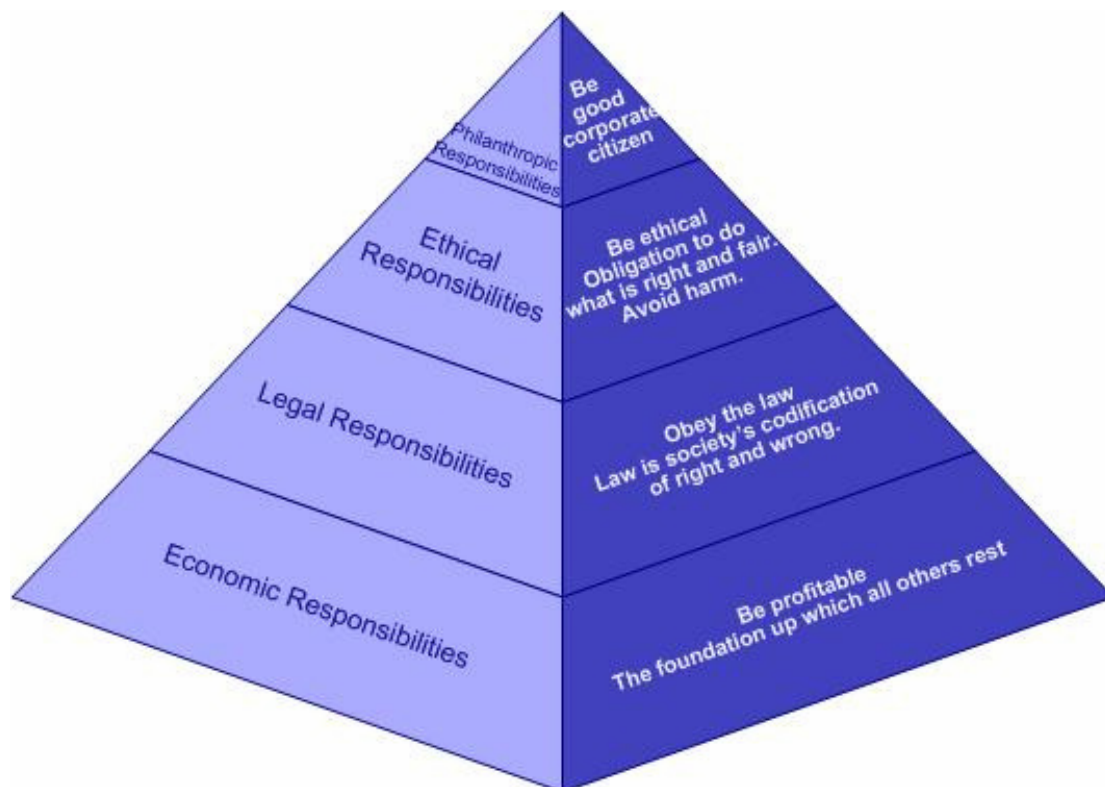 Philanthropic
Responsibilities
Be
good
corporate
citizen
Ethical
Responsibilities
Be ethical
Obligation to do
what is right and fair.
Avoid harm.
Legal Responsibilities
Obey the law
Law is society’s codification
of right and wrong.
Economic Responsibilities
Be profitable
The foundation up which all others rest